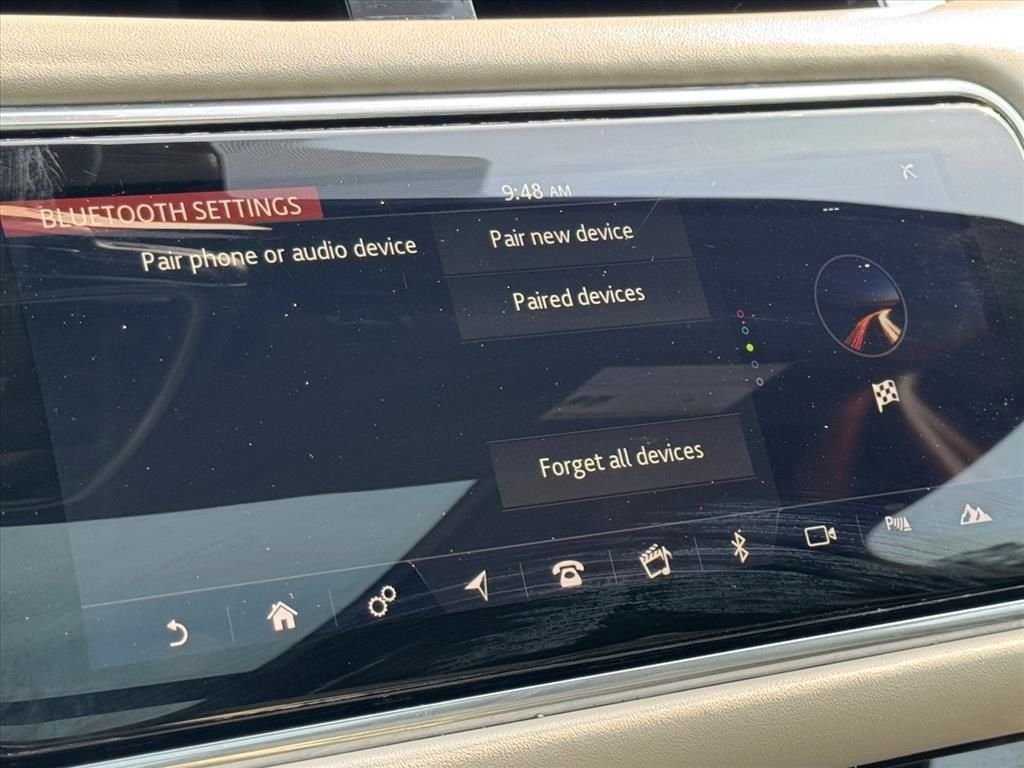 9:48 AM
BLUETOOTH SETTINGS
Pair phone or audio device
Pair new device
Paired devices
Forget all devices